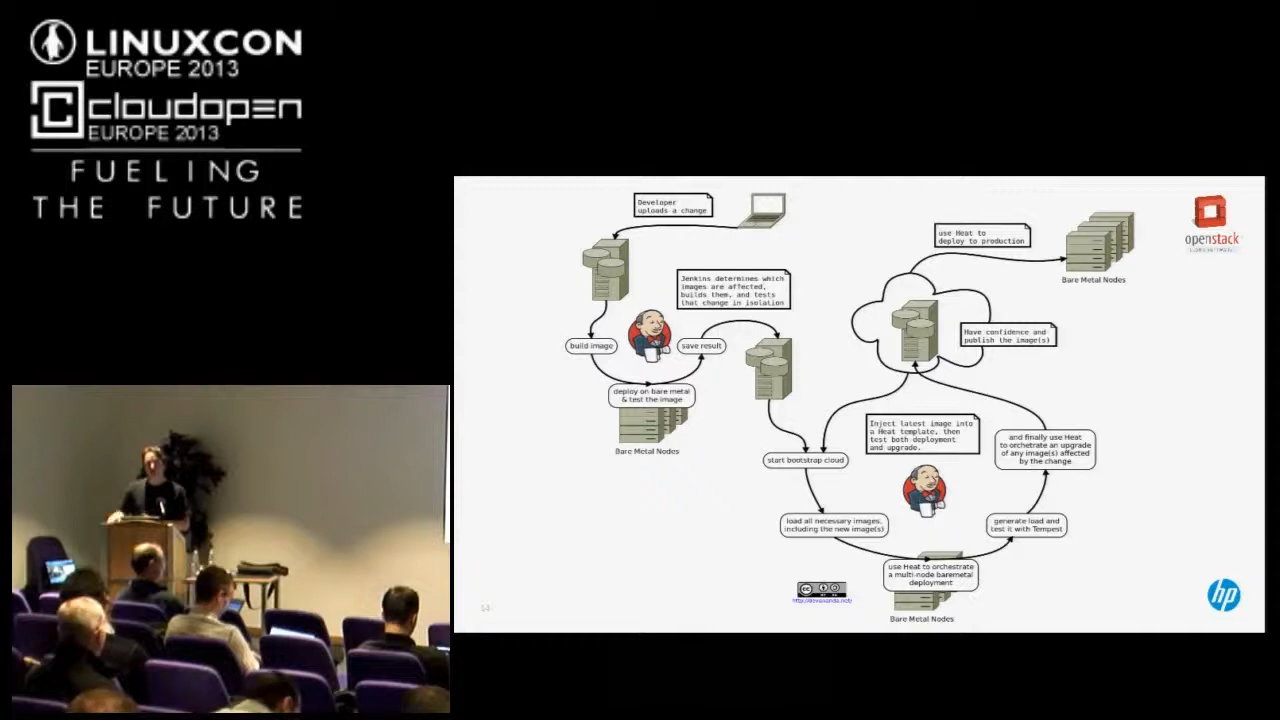 LINUXCON
EUROPE 2013
cloudopen
EUROPE 2013
FUELING
THE FUTURE
Developer
uploads a change
Jenkins determines which
images are affected,
builds them, and tests
that change in isolation
build image
save result
deploy on bare metal
& test the image
Bare Metal Nodes
use Heat to
deploy to production
Bare Metal Nodes
openstack
Have confidence and
publish the image(s)
Inject latest image into
a Heat template, then
test both deployment
and upgrade.
start bootstrap cloud
and finally use Heat
to orchetrate an upgrade
of any image(s) affected
by the change
load all necessary images,
including the new image(s)
generate load and
test it with Tempest
use Heat to orchestrate
a multi-node baremetal
deployment
Bare Metal Nodes
cc
hp